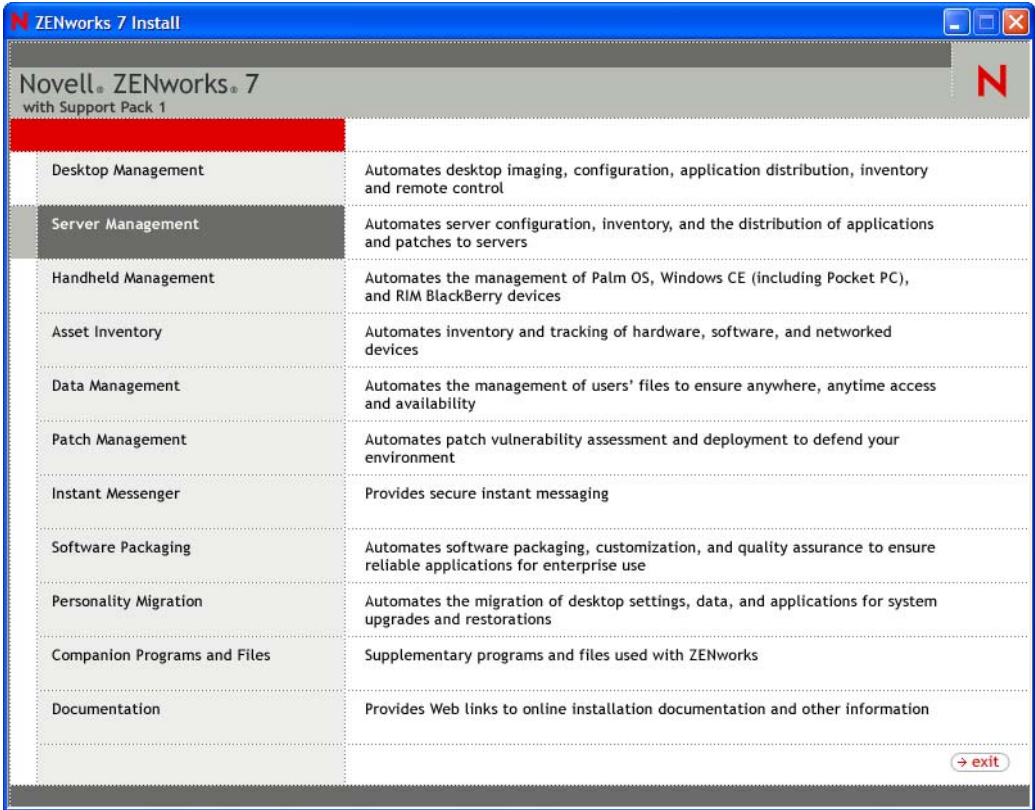 ZENworks 7 Install
Novell® ZENworks® 7
with Support Pack 1
N
Desktop Management
Automates desktop imaging, configuration, application distribution, inventory
and remote control
Server Management
Automates server configuration, inventory, and the distribution of applications
and patches to servers
Handheld Management
Automates the management of Palm OS, Windows CE (including Pocket PC),
and RIM BlackBerry devices
Asset Inventory
Automates inventory and tracking of hardware, software, and networked
devices
Data Management
Automates the management of users’ files to ensure anywhere, anytime access
and availability
Patch Management
Automates patch vulnerability assessment and deployment to defend your
environment
Instant Messenger
Provides secure instant messaging
Software Packaging
Automates software packaging, customization, and quality assurance to ensure
reliable applications for enterprise use
Personality Migration
Automates the migration of desktop settings, data, and applications for system
upgrades and restorations
Companion Programs and Files
Supplementary programs and files used with ZENworks
Documentation
Provides Web links to online installation documentation and other information
exit